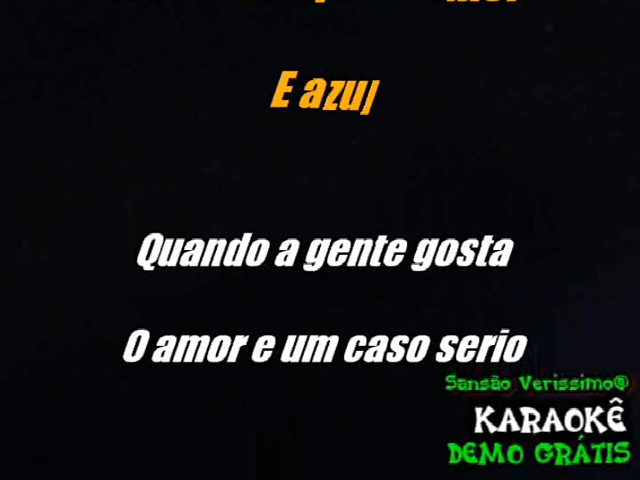 E azul
Quando a gente gosta
O amor e um caso serio
Sansão Verissimo@
KARAOKÊ
DEMO GRÁTIS